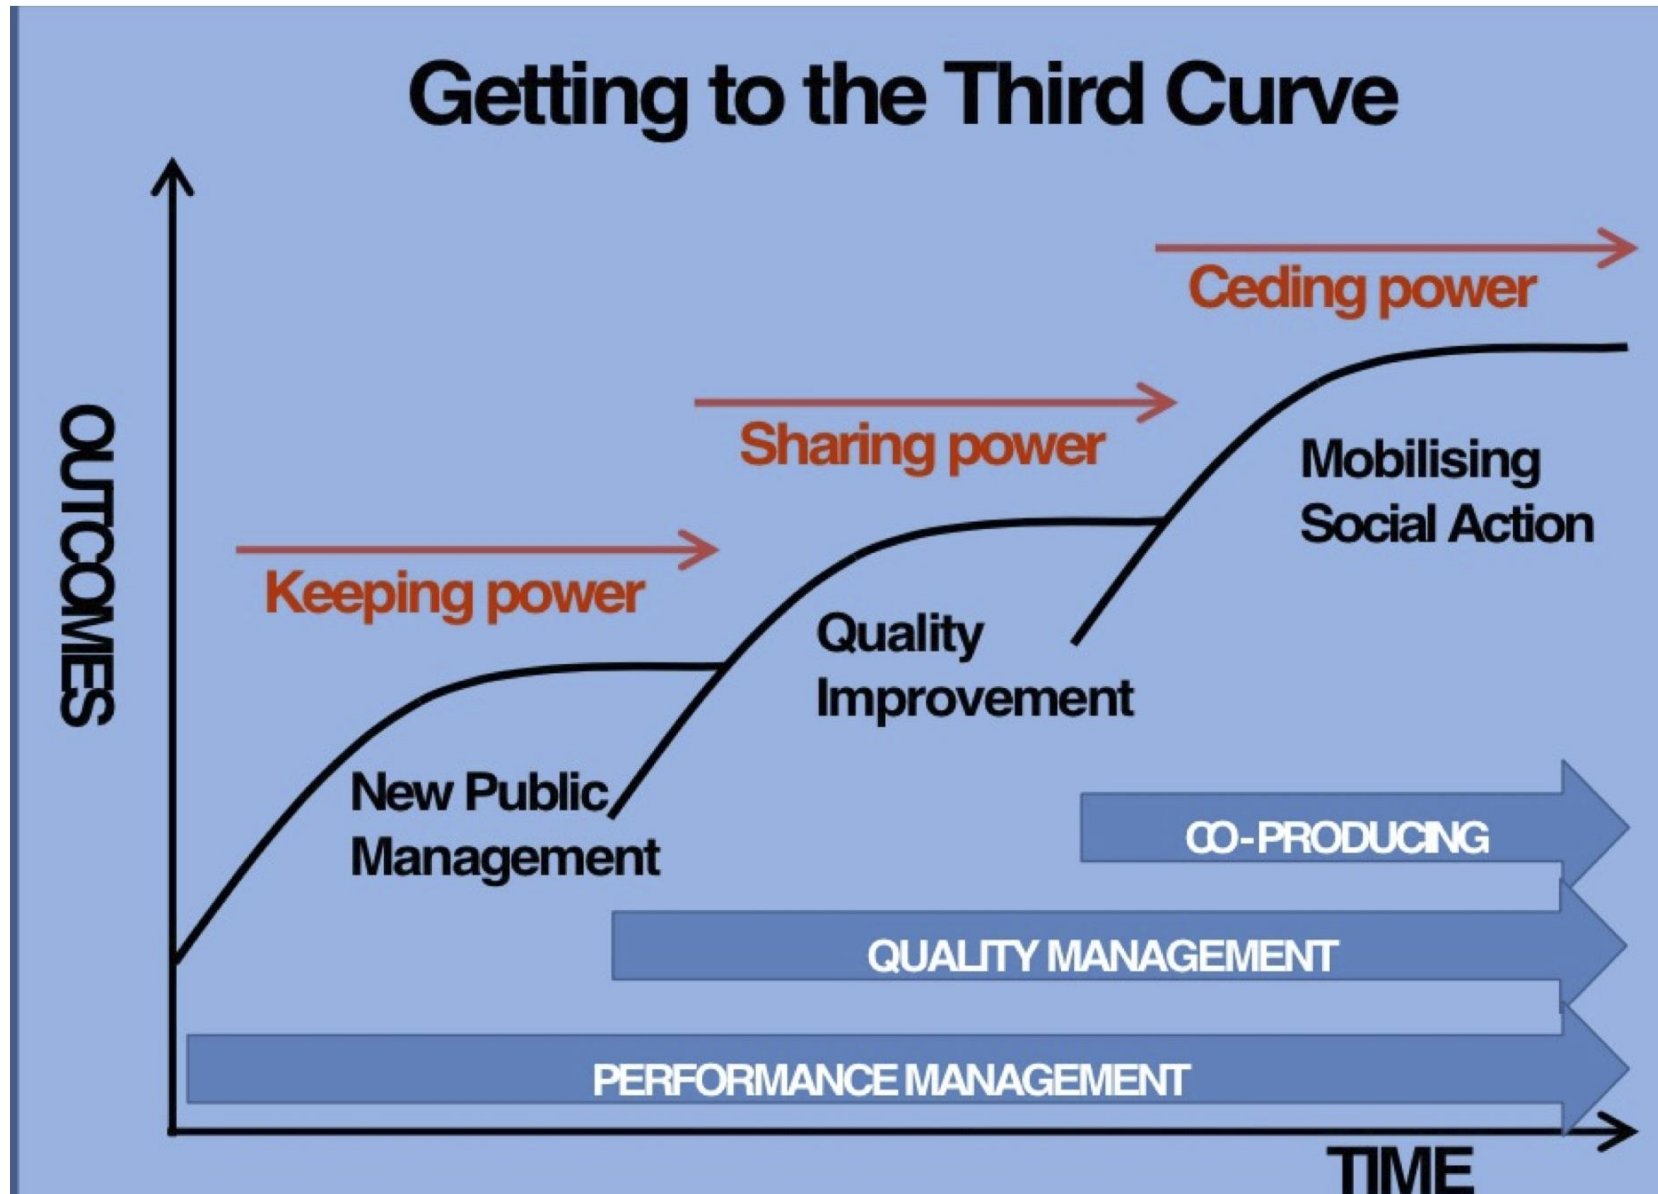 Getting to the Third Curve
Ceding power
Sharing power
Mobilising
Social Action
OUTCOMES
Keeping power
Quality
Improvement
New Public
Management
CO-PRODUCING
QUALITY MANAGEMENT
PERFORMANCE MANAGEMENT
TIME